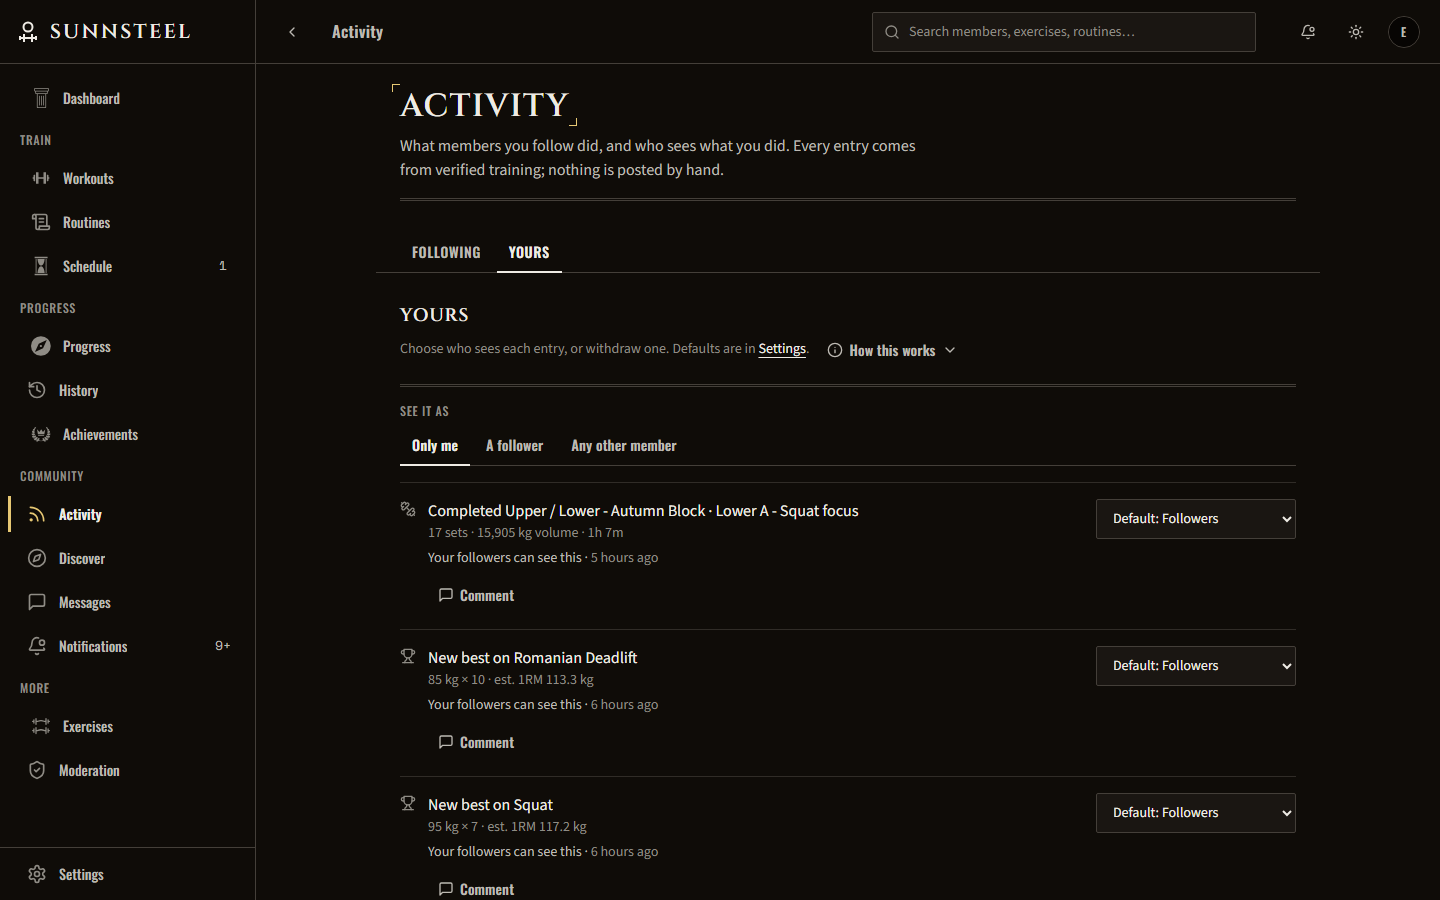 SUNNSTEEL
Activity
Search members, exercises, routines…
E
Dashboard
TRAIN
Workouts
Routines
Schedule 1
PROGRESS
Progress
History
Achievements
COMMUNITY
Activity
Discover
Messages
Notifications 9+
MORE
Exercises
Moderation
Settings
ACTIVITY
What members you follow did, and who sees what you did. Every entry comes
from verified training; nothing is posted by hand.
FOLLOWING YOURS
YOURS
Choose who sees each entry, or withdraw one. Defaults are in Settings. How this works
SEE IT AS
Only me A follower Any other member
Completed Upper / Lower - Autumn Block · Lower A - Squat focus
17 sets · 15,905 kg volume · 1h 7m
Your followers can see this · 5 hours ago
Default: Followers
Comment
New best on Romanian Deadlift
85 kg × 10 · est. 1RM 113.3 kg
Your followers can see this · 6 hours ago
Default: Followers
Comment
New best on Squat
95 kg × 7 · est. 1RM 117.2 kg
Your followers can see this · 6 hours ago
Default: Followers
Comment